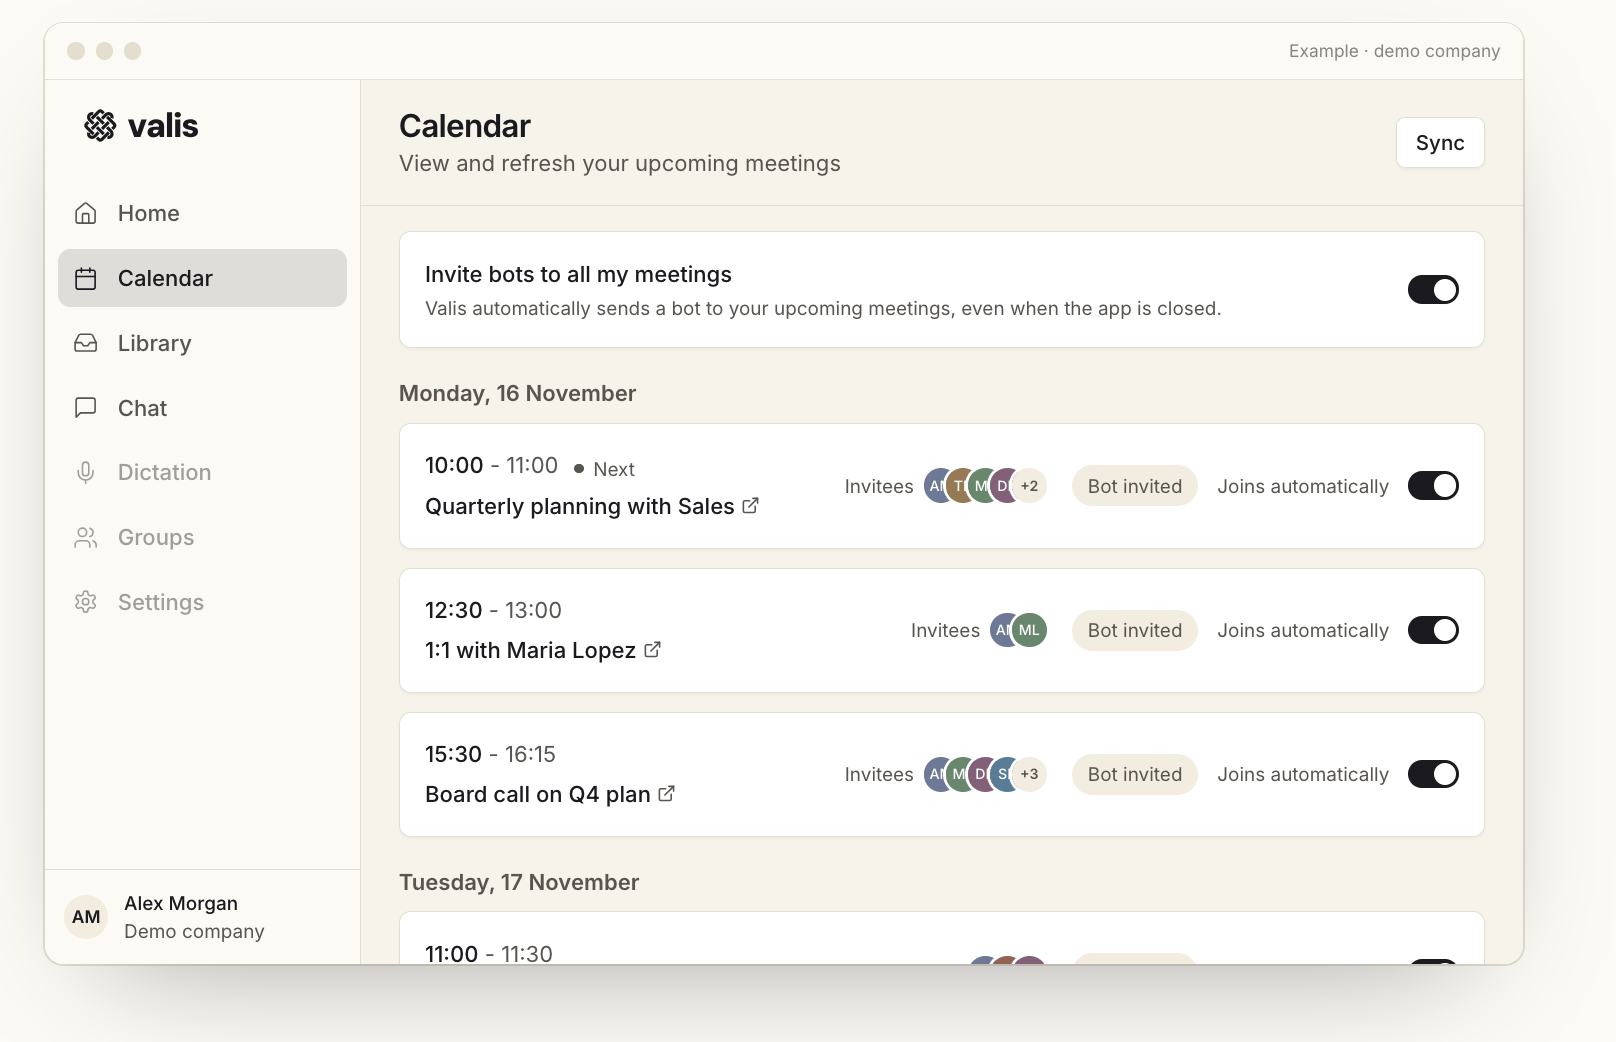 Example · demo company
valis
Home
Calendar
Library
Chat
Dictation
Groups
Settings
AM
Alex Morgan
Demo company
Calendar
View and refresh your upcoming meetings
Sync
Invite bots to all my meetings
Valis automatically sends a bot to your upcoming meetings, even when the app is closed.
Monday, 16 November
10:00 - 11:00 Next
Quarterly planning with Sales
Invitees +2 Bot invited Joins automatically
12:30 - 13:00
1:1 with Maria Lopez
Invitees ML Bot invited Joins automatically
15:30 - 16:15
Board call on Q4 plan
Invitees +3 Bot invited Joins automatically
Tuesday, 17 November
11:00 - 11:30